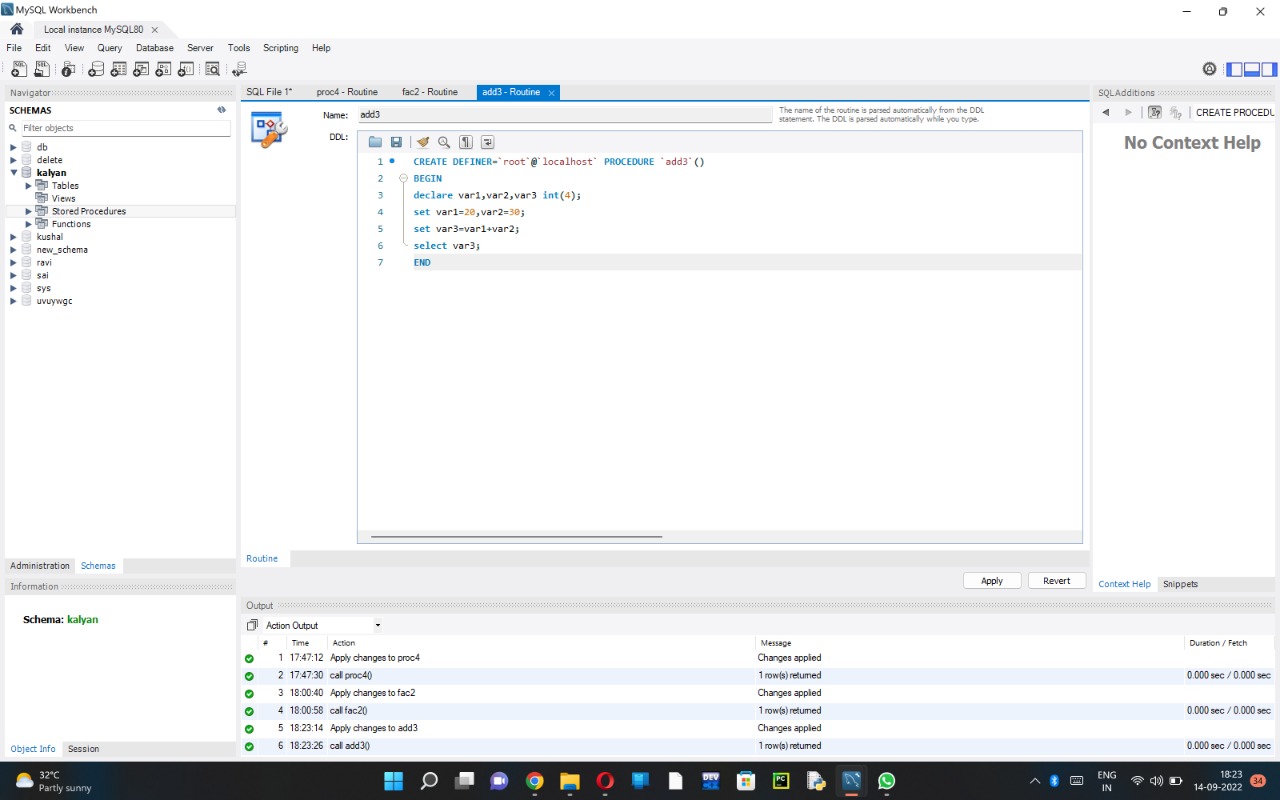 MySQL Workbench
Local instance MySQL80
File Edit View Query Database Server Tools Scripting Help
Navigator
SCHEMAS
Filter objects
db
delete
kalyan
Tables
Views
Stored Procedures
Functions
kushal
new_schema
ravi
sai
sys
uvuywgc
Administration Schemas
Information
Schema: kalyan
Object Info Session
SQL File 1* proc4 - Routine fac2 - Routine add3 - Routine
Name: add3
The name of the routine is parsed automatically from the DDL
statement. The DDL is parsed automatically while you type.
DDL:
1 CREATE DEFINER=`root`@`localhost` PROCEDURE `add3`()
2 BEGIN
3 declare var1,var2,var3 int(4);
4 set var1=20,var2=30;
5 set var3=var1+var2;
6 select var3;
7 END
Routine
Apply Revert
SQLAdditions
CREATE PROCEDU
No Context Help
Context Help Snippets
Output
Action Output
# Time Action Message Duration / Fetch
1 17:47:12 Apply changes to proc4 Changes applied
2 17:47:30 call proc4() 1 row(s) returned 0.000 sec / 0.000 sec
3 18:00:40 Apply changes to fac2 Changes applied
4 18:00:58 call fac2() 1 row(s) returned 0.000 sec / 0.000 sec
5 18:23:14 Apply changes to add3 Changes applied
6 18:23:26 call add3() 1 row(s) returned 0.000 sec / 0.000 sec
32°C
Partly sunny
DEV
PC
ENG
IN
18:23
14-09-2022
34